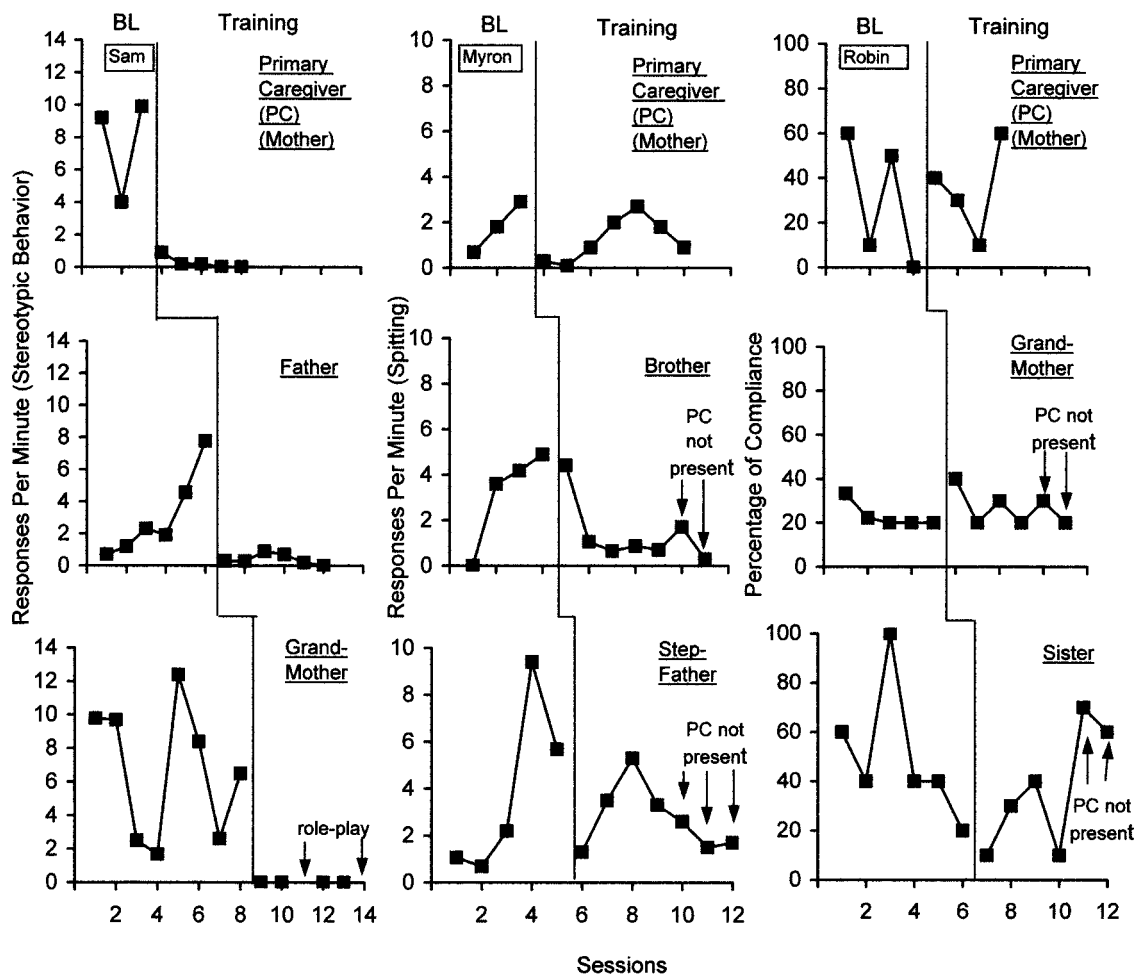 BL Training
Sam
Primary
Caregiver
(PC)
(Mother)
14
12
10
8
6
4
2
0
Father
14
12
10
8
6
4
2
0
Grand-
Mother
14
12
10
8
6
4
2
0
role-play
2 4 6 8 10 12 14
Responses Per Minute (Stereotypic Behavior)
BL Training
Myron
Primary
Caregiver
(PC)
(Mother)
10
8
6
4
2
0
Brother
PC
not
present
10
8
6
4
2
0
Step-
Father
PC not
present
10
8
6
4
2
0
2 4 6 8 10 12
Responses Per Minute (Spitting)
BL Training
Robin
Primary
Caregiver
(PC)
(Mother)
100
80
60
40
20
0
Grand-
Mother
PC not
present
100
80
60
40
20
0
Sister
PC not
present
100
80
60
40
20
0
2 4 6 8 10 12
Percentage of Compliance
Sessions